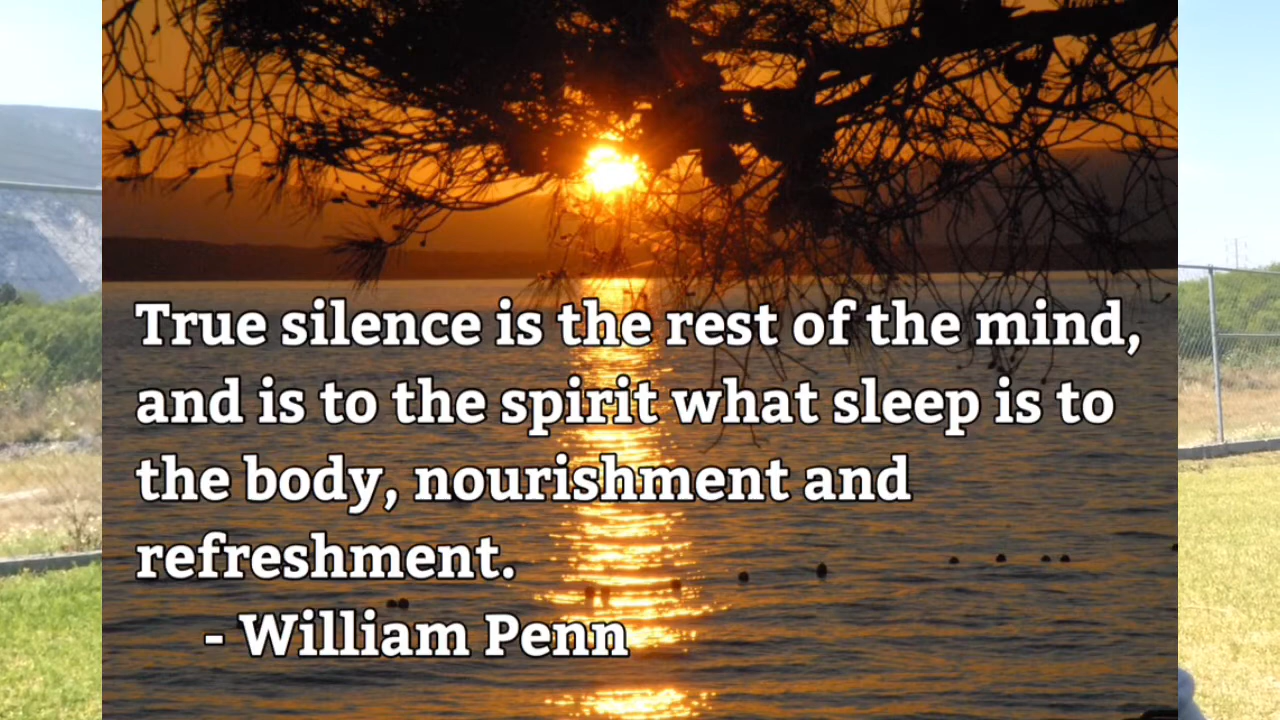 True silence is the rest of the mind,
and is to the spirit what sleep is to
the body, nourishment and
refreshment.
- William Penn